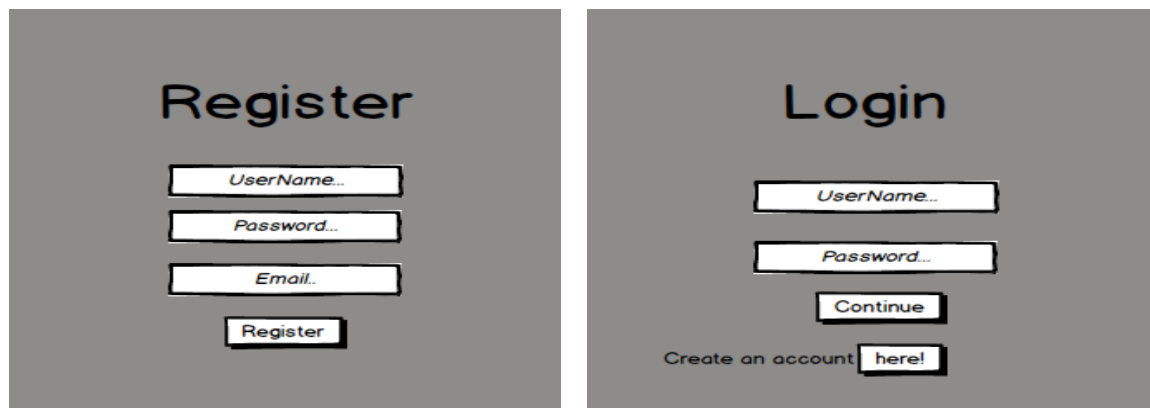 Register
UserName...
Password...
Email..
Register
Login
UserName...
Password...
Continue
Create an account here!